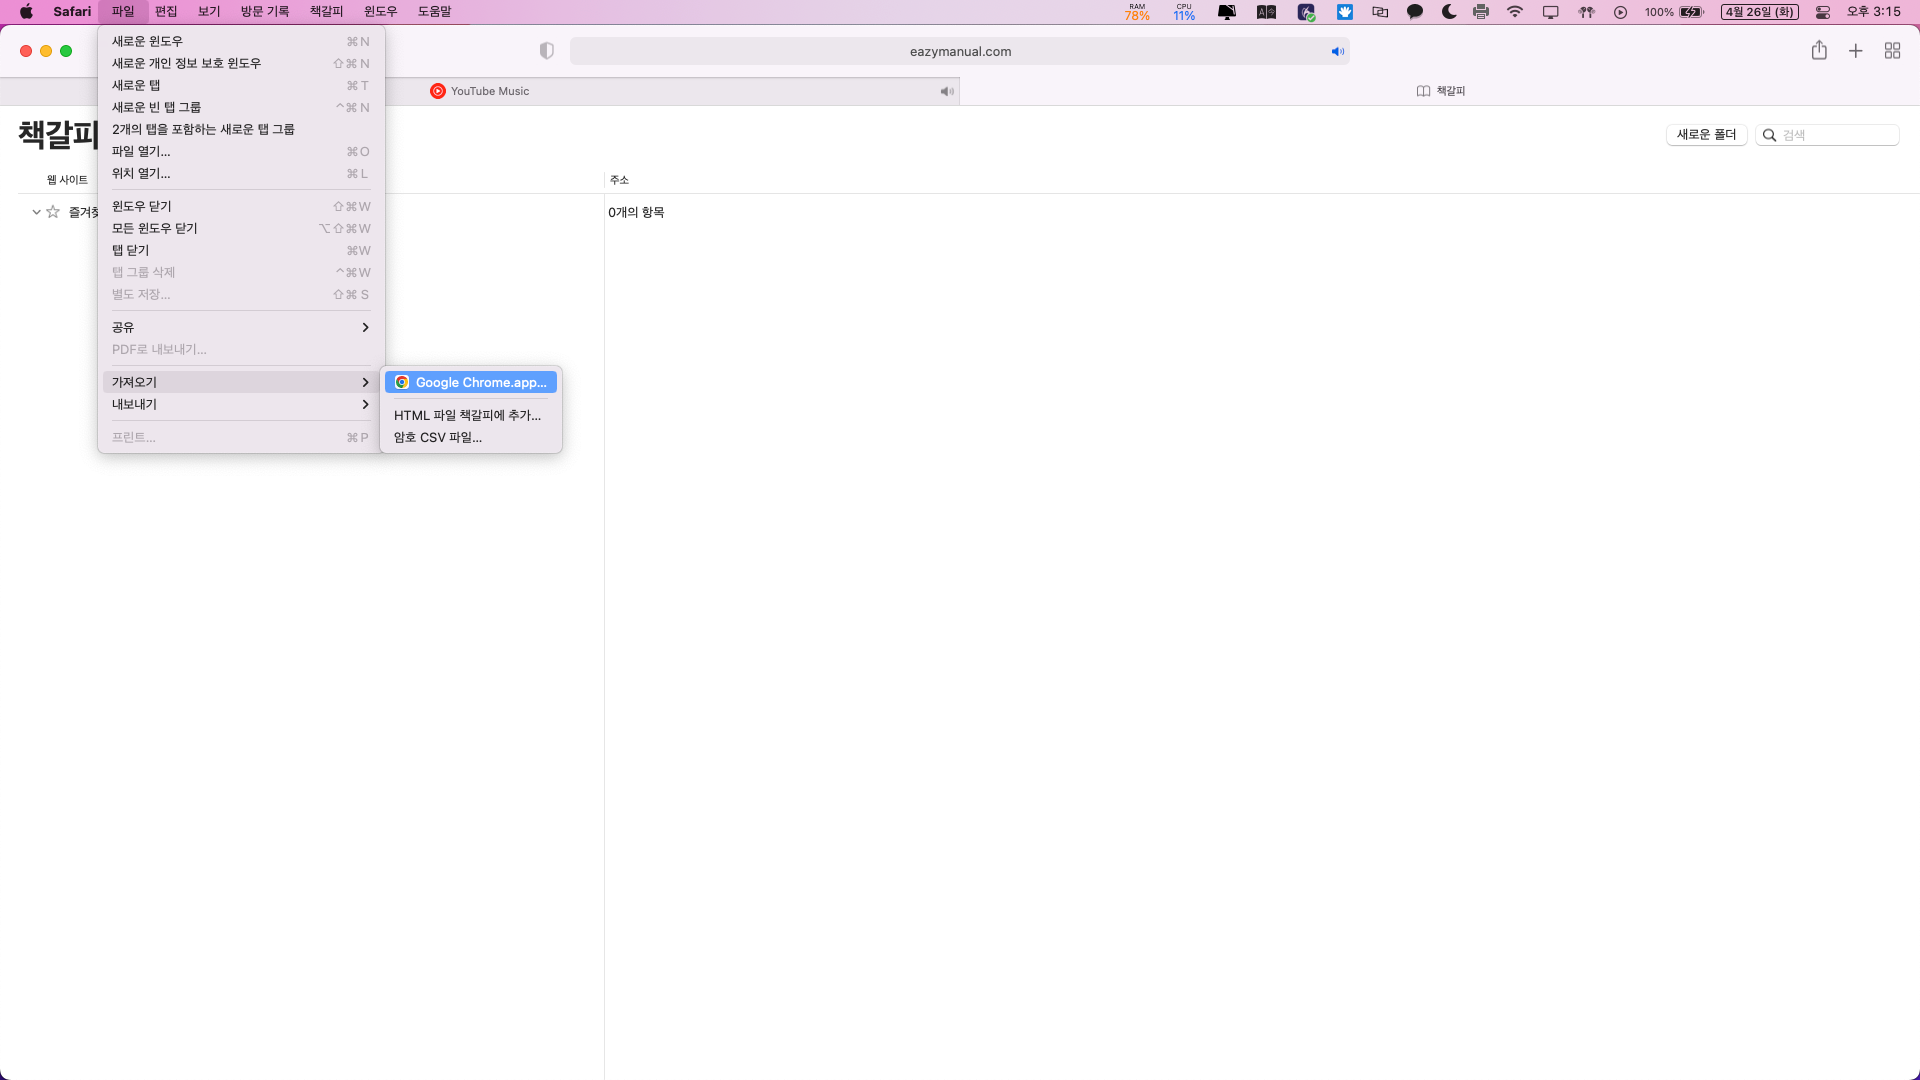 Safari 파일 편집 보기 방문 기록 책갈피 윈도우 도움말 RAM 78% CPU 11% 100% 4월 26일 (화) 오후 3:15
eazymanual.com
YouTube Music
책갈피
책갈피
새로운 폴더
검색
웹 사이트
주소
즐겨찾
0개의 항목
새로운 윈도우 ⌘N
새로운 개인 정보 보호 윈도우 ⇧⌘N
새로운 탭 ⌘T
새로운 빈 탭 그룹 ^⌘N
2개의 탭을 포함하는 새로운 탭 그룹
파일 열기... ⌘O
위치 열기... ⌘L
윈도우 닫기 ⇧⌘W
모든 윈도우 닫기 ⌥⇧⌘W
탭 닫기 ⌘W
탭 그룹 삭제 ^⌘W
별도 저장... ⇧⌘S
공유
PDF로 내보내기...
가져오기
내보내기
프린트... ⌘P
Google Chrome.app...
HTML 파일 책갈피에 추가...
암호 CSV 파일...